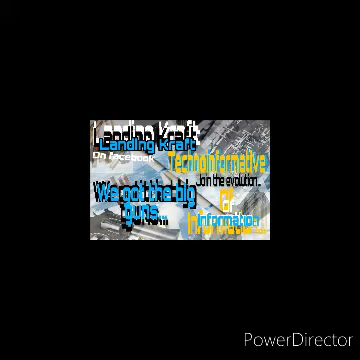 Landing Kraft
Landing Kraft
On facebook
TechnoInformative
Join the evolution...
We got the big
guns...
&
Information...
PowerDirector